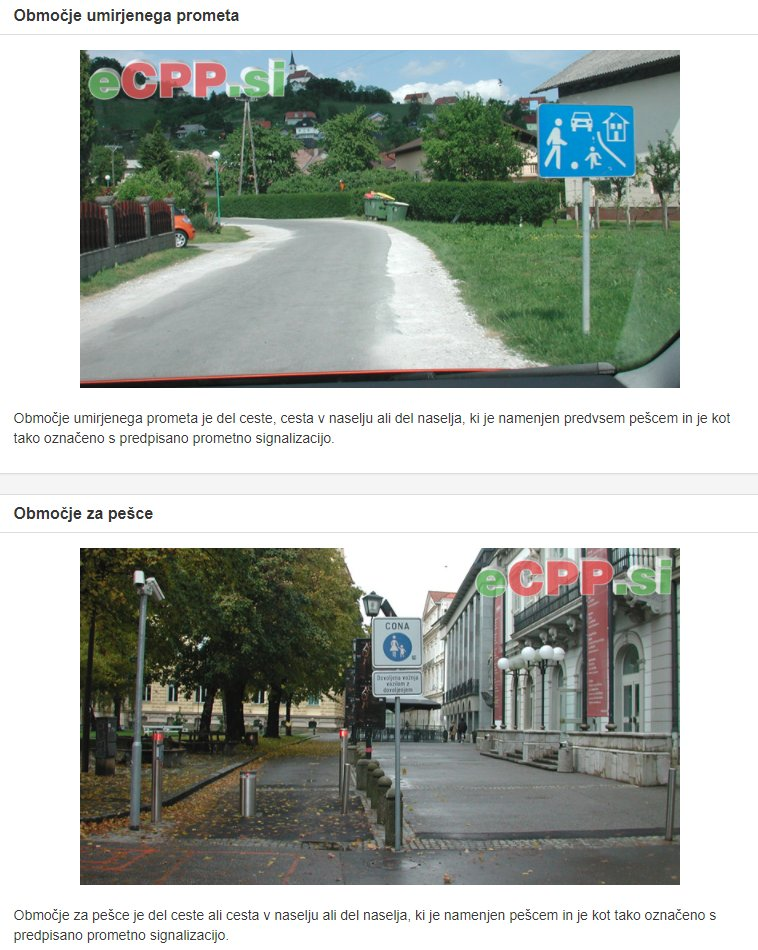 Območje umirjenega prometa
eCPP.si
Območje umirjenega prometa je del ceste, cesta v naselju ali del naselja, ki je namenjen predvsem pešcem in je kot
tako označeno s predpisano prometno signalizacijo.
Območje za pešce
eCPP.si
CONA
Dovoljena vožnja
vozilom z
dovoljenjem
Območje za pešce je del ceste ali cesta v naselju ali del naselja, ki je namenjen pešcem in je kot tako označeno s
predpisano prometno signalizacijo.